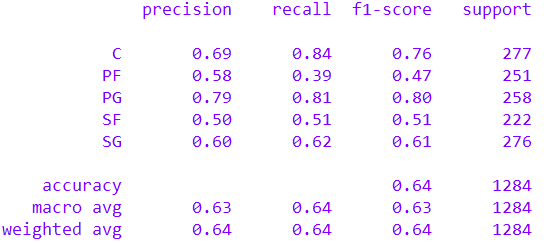 precision recall f1-score support
C 0.69 0.84 0.76 277
PF 0.58 0.39 0.47 251
PG 0.79 0.81 0.80 258
SF 0.50 0.51 0.51 222
SG 0.60 0.62 0.61 276
accuracy 0.64 1284
macro avg 0.63 0.64 0.63 1284
weighted avg 0.64 0.64 0.64 1284